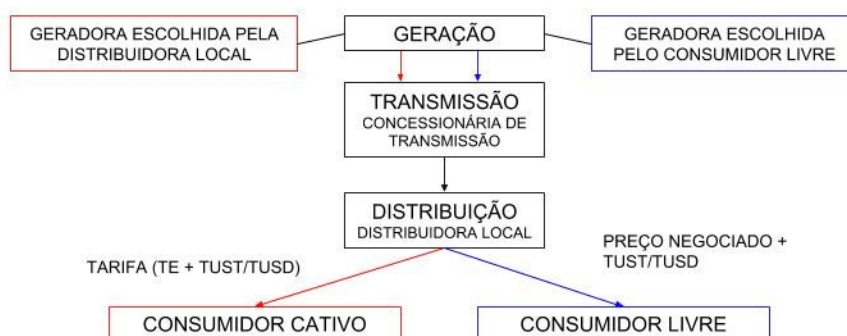 GERADORA ESCOLHIDA PELA
DISTRIBUIDORA LOCAL
GERAÇÃO
GERADORA ESCOLHIDA
PELO CONSUMIDOR LIVRE
TRANSMISSÃO
CONCESSIONÁRIA DE
TRANSMISSÃO
DISTRIBUIÇÃO
DISTRIBUIDORA LOCAL
TARIFA (TE + TUST/TUSD)
PREÇO NEGOCIADO +
TUST/TUSD
CONSUMIDOR CATIVO
CONSUMIDOR LIVRE